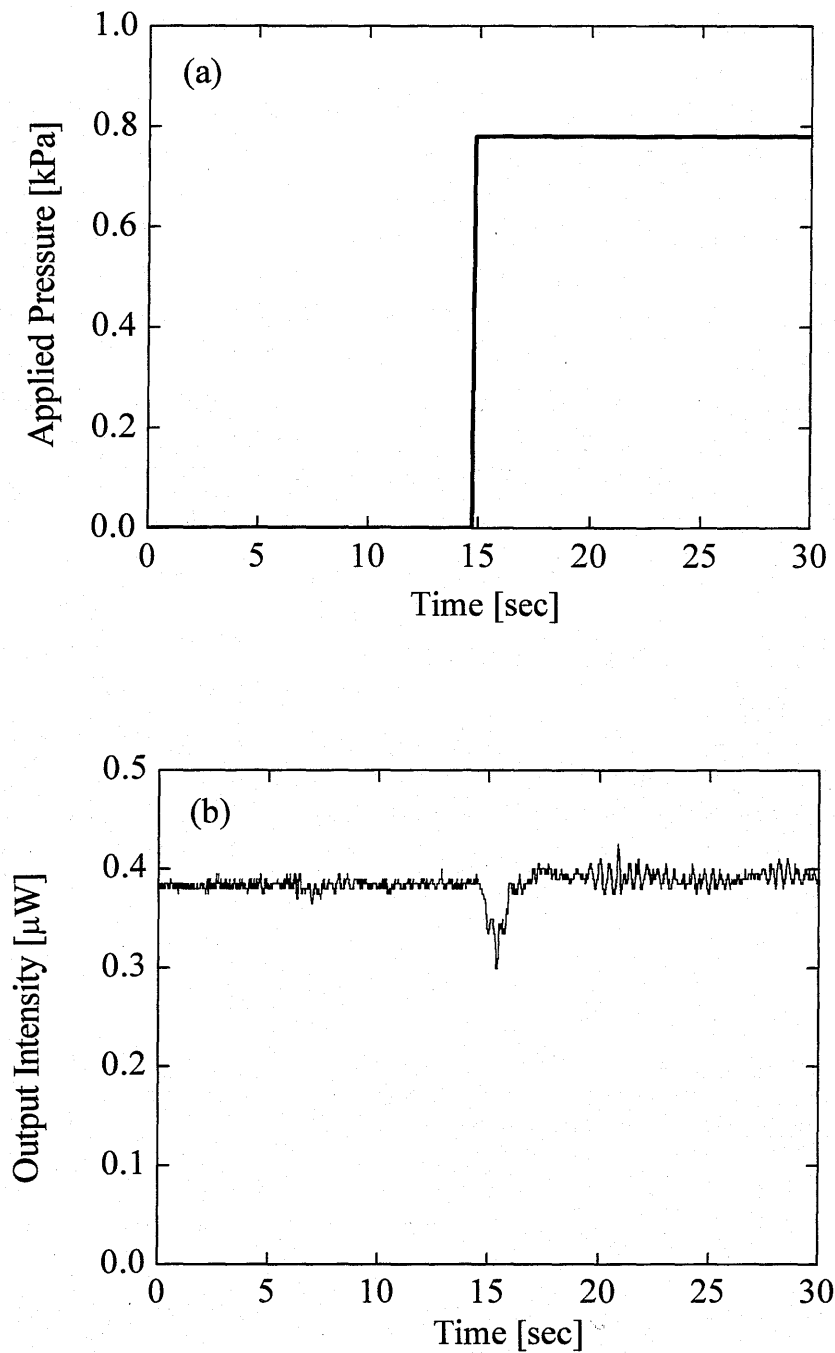 1.0
(a)
0.8
0.6
0.4
0.2
0.0
Applied Pressure [kPa]
0 5 10 15 20 25 30
Time [sec]
0.5
(b)
0.4
0.3
0.2
0.1
0.0
Output Intensity [μW]
0 5 10 15 20 25 30
Time [sec]